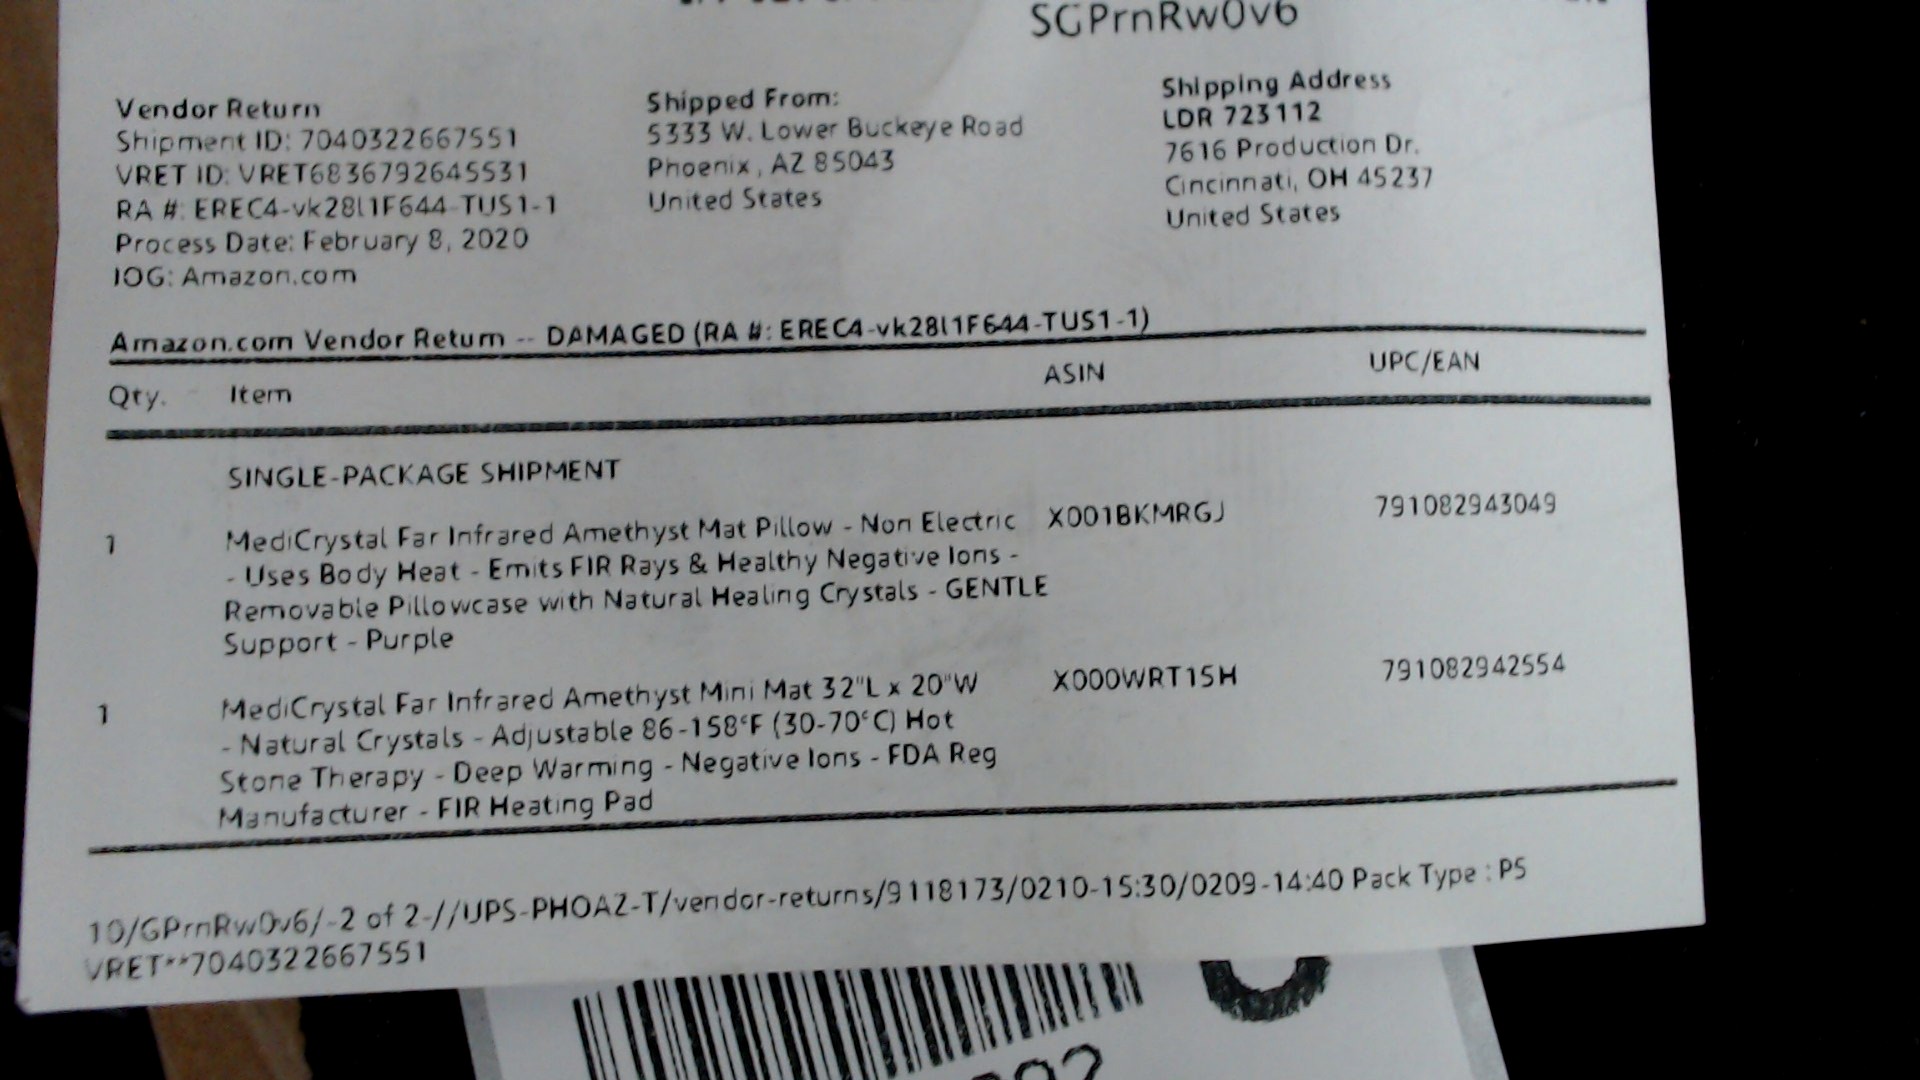 SGPrnRw0v6
Vendor Return
Shipment ID: 7040322667551
VRET ID: VRET6836792645531
RA #: EREC4-vk28l1F644-TUS1-1
Process Date: February 8, 2020
IOG: Amazon.com
Shipped From:
5333 W. Lower Buckeye Road
Phoenix, AZ 85043
United States
Shipping Address
LDR 723112
7616 Production Dr.
Cincinnati, OH 45237
United States
Amazon.com Vendor Return -- DAMAGED (RA #: EREC4-vk28l1F644-TUS1-1)
Qty. Item ASIN UPC/EAN
SINGLE-PACKAGE SHIPMENT
1 MediCrystal Far Infrared Amethyst Mat Pillow - Non Electric X001BKMRGJ 791082943049
- Uses Body Heat - Emits FIR Rays & Healthy Negative Ions -
Removable Pillowcase with Natural Healing Crystals - GENTLE
Support - Purple
1 MediCrystal Far Infrared Amethyst Mini Mat 32"L x 20"W X000WRT15H 791082942554
- Natural Crystals - Adjustable 86-158°F (30-70°C) Hot
Stone Therapy - Deep Warming - Negative Ions - FDA Reg
Manufacturer - FIR Heating Pad
10/GPrnRw0v6/-2 of 2-//UPS-PHOAZ-T/vendor-returns/9118173/0210-15:30/0209-14:40 Pack Type : P5
VRET**7040322667551